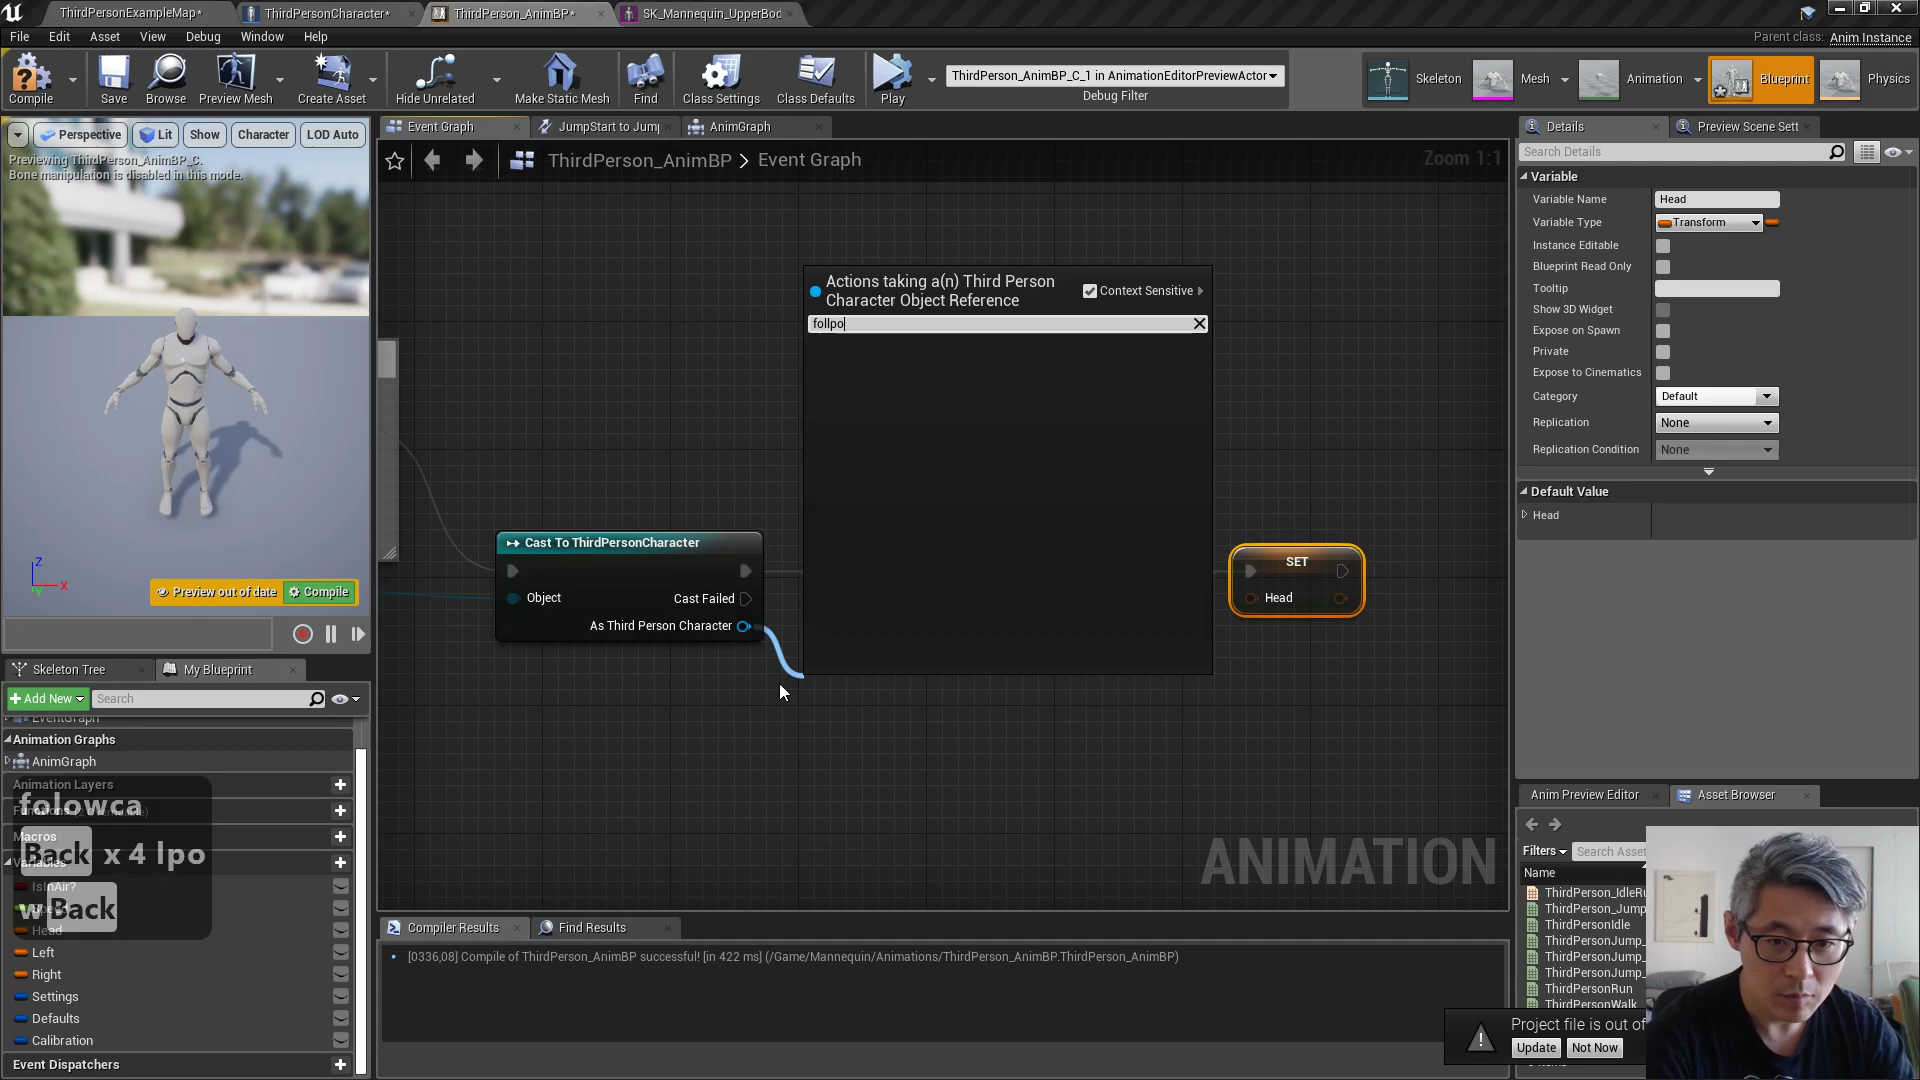 ThirdPersonExampleMap*
ThirdPersonCharacter*
ThirdPerson_AnimBP*
SK_Mannequin_UpperBod
File Edit Asset View Debug Window Help
Parent class: Anim Instance
Compile
Save
Browse
Preview Mesh
Create Asset
Hide Unrelated
Make Static Mesh
Find
Class Settings
Class Defaults
Play
ThirdPerson_AnimBP_C_1 in AnimationEditorPreviewActor
Debug Filter
Skeleton
Mesh
Animation
Blueprint
Physics
Perspective
Lit
Show
Character
LOD Auto
Previewing ThirdPerson_AnimBP_C.
Bone manipulation is disabled in this mode.
Z
X
Y
Preview out of date
Compile
Event Graph
JumpStart to Jump
AnimGraph
ThirdPerson_AnimBP > Event Graph
Zoom 1:1
Actions taking a(n) Third Person
Character Object Reference
Context Sensitive
follpo
Cast To ThirdPersonCharacter
Object
Cast Failed
As Third Person Character
SET
Head
ANIMATION
Details
Preview Scene Sett
Search Details
Variable
Variable Name Head
Variable Type Transform
Instance Editable
Blueprint Read Only
Tooltip
Show 3D Widget
Expose on Spawn
Private
Expose to Cinematics
Category Default
Replication None
Replication Condition None
Default Value
Head
Skeleton Tree
My Blueprint
Add New
Search
EventGraph
Animation Graphs
AnimGraph
Animation Layers
Functions
Macros
Variables
IsInAir?
Speed
Head
Left
Right
Settings
Defaults
Calibration
Event Dispatchers
folowca
Back x 4 lpo
w Back
Compiler Results
Find Results
[0336,08] Compile of ThirdPerson_AnimBP successful! [in 422 ms] (/Game/Mannequin/Animations/ThirdPerson_AnimBP.ThirdPerson_AnimBP)
Anim Preview Editor
Asset Browser
Filters
Search Asset
Name
ThirdPerson_IdleRu
ThirdPerson_Jump
ThirdPersonIdle
ThirdPersonJump_
ThirdPersonJump_
ThirdPersonJump_
ThirdPersonRun
ThirdPersonWalk
Project file is out of
Update
Not Now